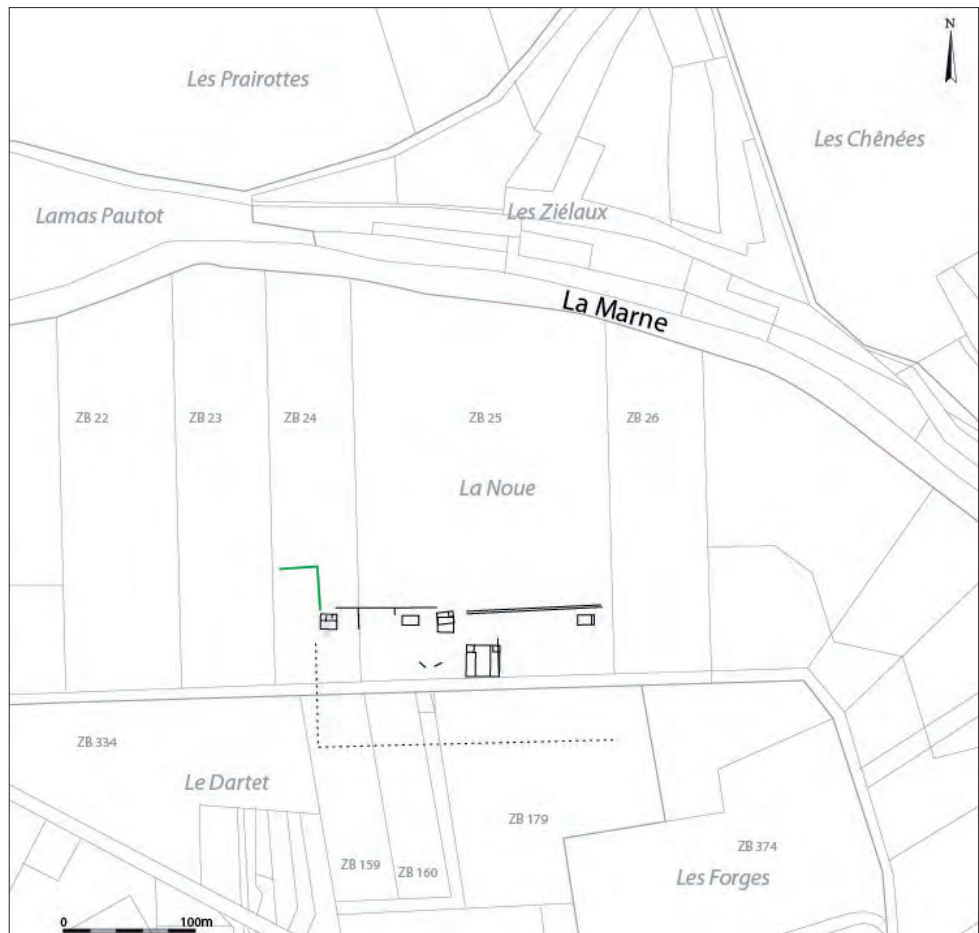 N
Les Prairottes
Les Chênées
Lamas Pautot
Les Ziélaux
La Marne
ZB 22
ZB 23
ZB 24
ZB 25
ZB 26
La Noue
ZB 334
Le Dartet
ZB 179
ZB 374
ZB 159
ZB 160
Les Forges
0
100m